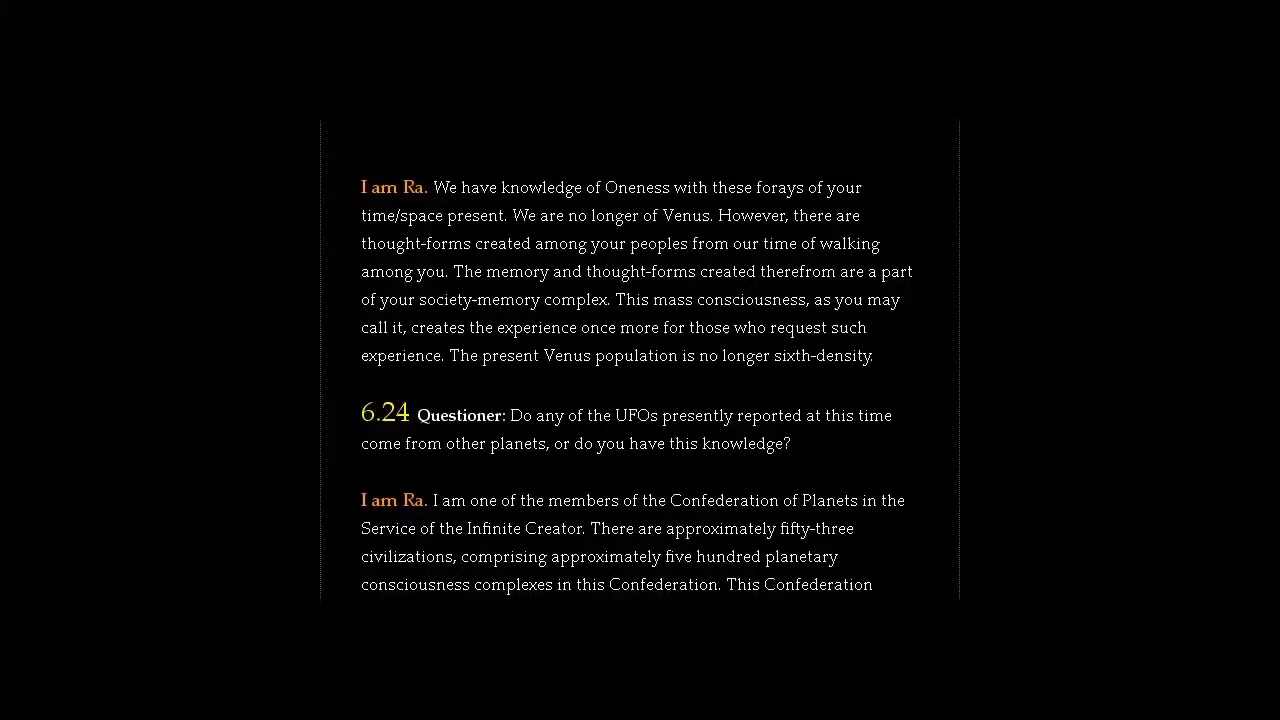 I am Ra. We have knowledge of Oneness with these forays of your
time/space present. We are no longer of Venus. However, there are
thought-forms created among your peoples from our time of walking
among you. The memory and thought-forms created therefrom are a part
of your society-memory complex. This mass consciousness, as you may
call it, creates the experience once more for those who request such
experience. The present Venus population is no longer sixth-density.
6.24 Questioner: Do any of the UFOs presently reported at this time
come from other planets, or do you have this knowledge?
I am Ra. I am one of the members of the Confederation of Planets in the
Service of the Infinite Creator. There are approximately fifty-three
civilizations, comprising approximately five hundred planetary
consciousness complexes in this Confederation. This Confederation